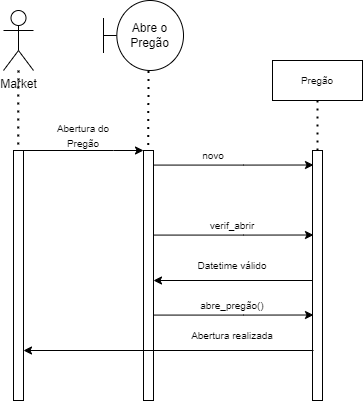 Abre o
Pregão
Market
Pregão
Abertura do
Pregão
novo
verif_abrir
Datetime válido
abre_pregão()
Abertura realizada